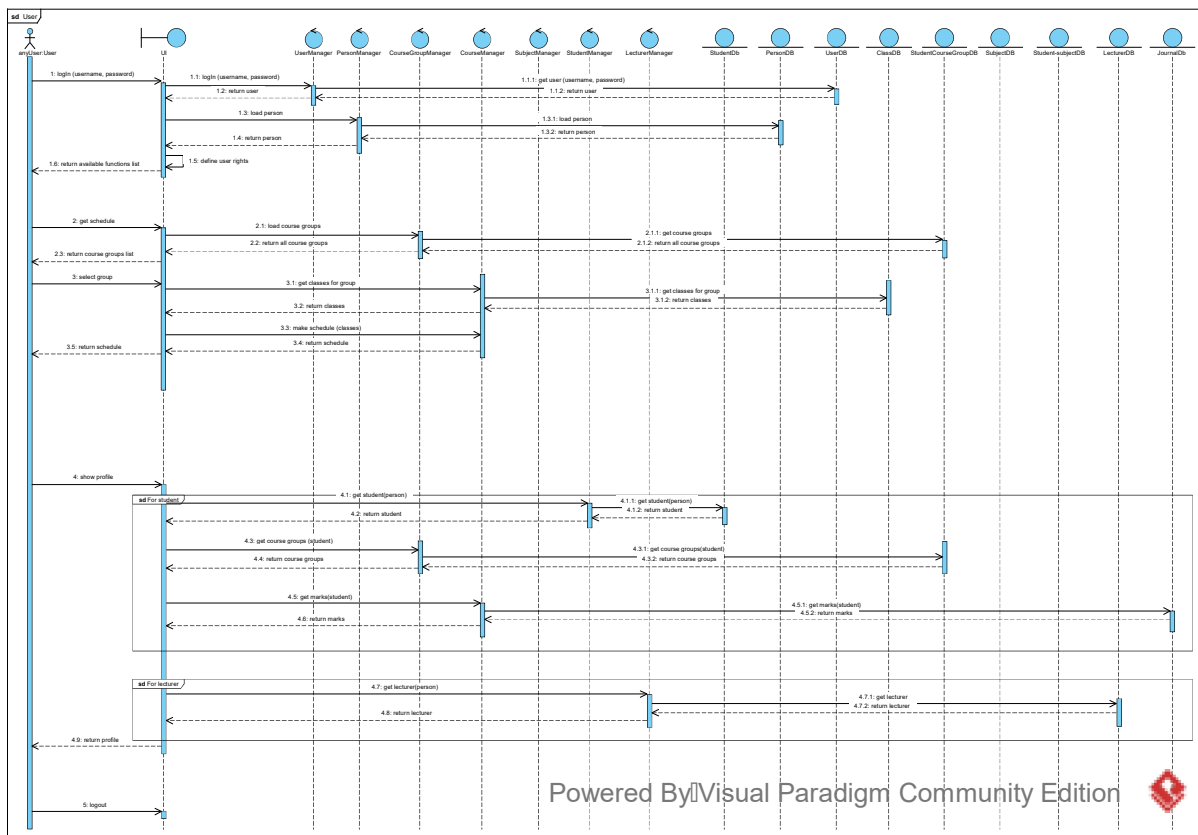 sd User
anyUser:User
UI
UserManager
PersonManager
CourseGroupManager
CourseManager
SubjectManager
StudentManager
LecturerManager
StudentDb
PersonDB
UserDB
ClassDB
StudentCourseGroupDB
SubjectDB
Student-subjectDB
LecturerDB
JournalDb
1: logIn (username, password)
1.1: logIn (username, password)
1.1.1: get user (username, password)
1.2: return user
1.1.2: return user
1.3: load person
1.3.1: load person
1.4: return person
1.3.2: return person
1.5: define user rights
1.6: return available functions list
2: get schedule
2.1: load course groups
2.1.1: get course groups
2.2: return all course groups
2.1.2: return all course groups
2.3: return course groups list
3: select group
3.1: get classes for group
3.1.1: get classes for group
3.2: return classes
3.1.2: return classes
3.3: make schedule (classes)
3.4: return schedule
3.5: return schedule
4: show profile
sd For student
4.1: get student(person)
4.1.1: get student(person)
4.2: return student
4.1.2: return student
4.3: get course groups (student)
4.3.1: get course groups(student)
4.4: return course groups
4.3.2: return course groups
4.5: get marks(student)
4.5.1: get marks(student)
4.6: return marks
4.5.2: return marks
sd For lecturer
4.7: get lecturer(person)
4.7.1: get lecturer
4.8: return lecturer
4.7.2: return lecturer
4.9: return profile
5: logout
Powered By Visual Paradigm Community Edition